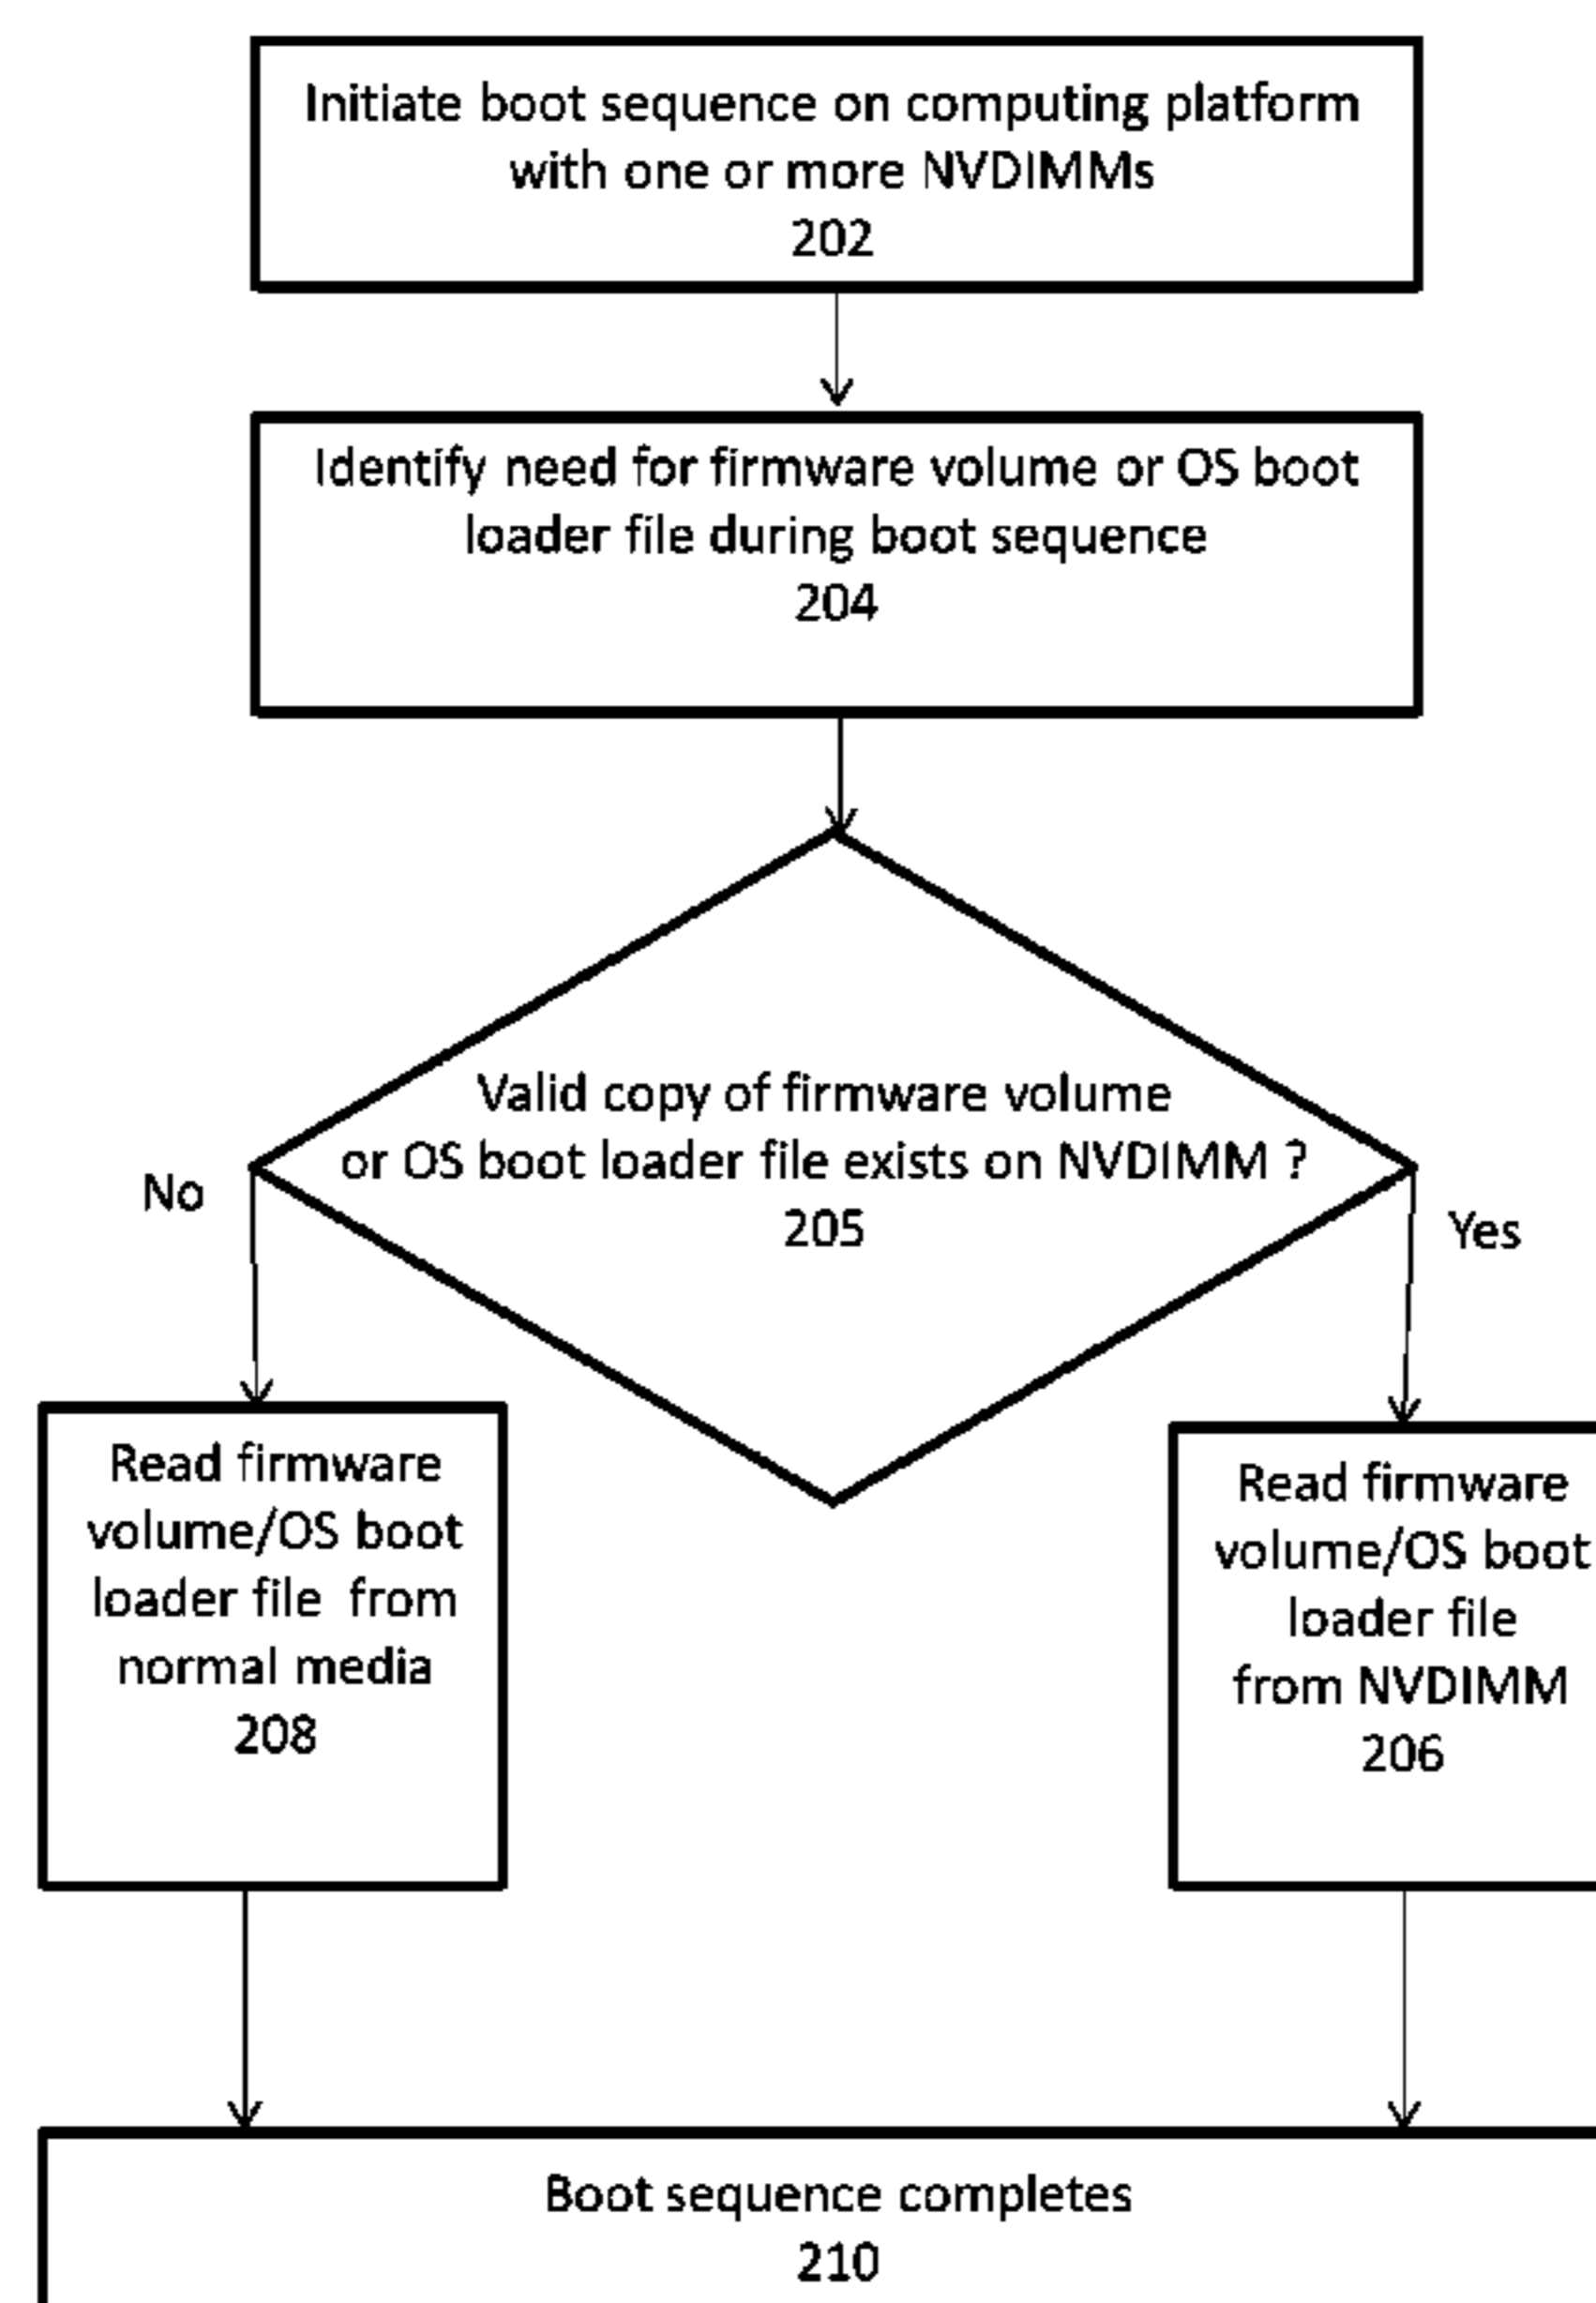 Initiate boot sequence on computing platform
with one or more NVDIMMs
202
Identify need for firmware volume or OS boot
loader file during boot sequence
204
Valid copy of firmware volume
or OS boot loader file exists on NVDIMM ?
205
No
Yes
Read firmware
volume/OS boot
loader file from
normal media
208
Read firmware
volume/OS boot
loader file
from NVDIMM
206
Boot sequence completes
210